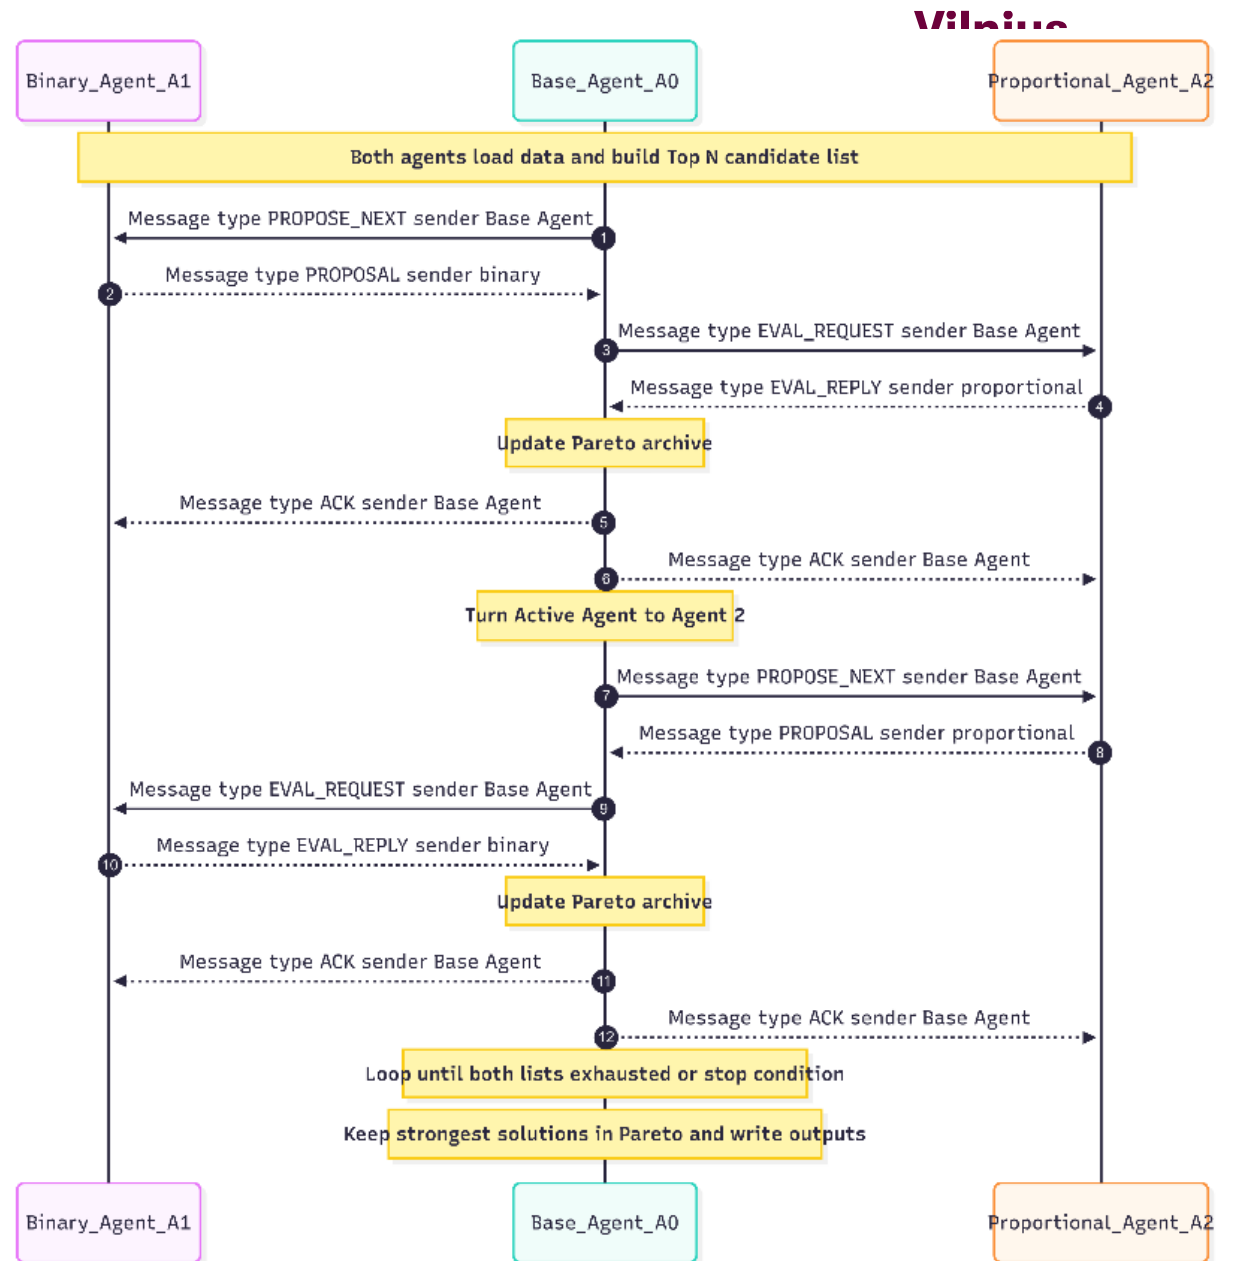 Vilnius
Binary_Agent_A1
Base_Agent_A0
Proportional_Agent_A2
Both agents load data and build Top N candidate list
Message type PROPOSE_NEXT sender Base Agent
1
Message type PROPOSAL sender binary
2
Message type EVAL_REQUEST sender Base Agent
3
Message type EVAL_REPLY sender proportional
4
Update Pareto archive
Message type ACK sender Base Agent
5
Message type ACK sender Base Agent
6
Turn Active Agent to Agent 2
Message type PROPOSE_NEXT sender Base Agent
7
Message type PROPOSAL sender proportional
8
Message type EVAL_REQUEST sender Base Agent
9
Message type EVAL_REPLY sender binary
10
Update Pareto archive
Message type ACK sender Base Agent
11
Message type ACK sender Base Agent
12
Loop until both lists exhausted or stop condition
Keep strongest solutions in Pareto and write outputs
Binary_Agent_A1
Base_Agent_A0
Proportional_Agent_A2